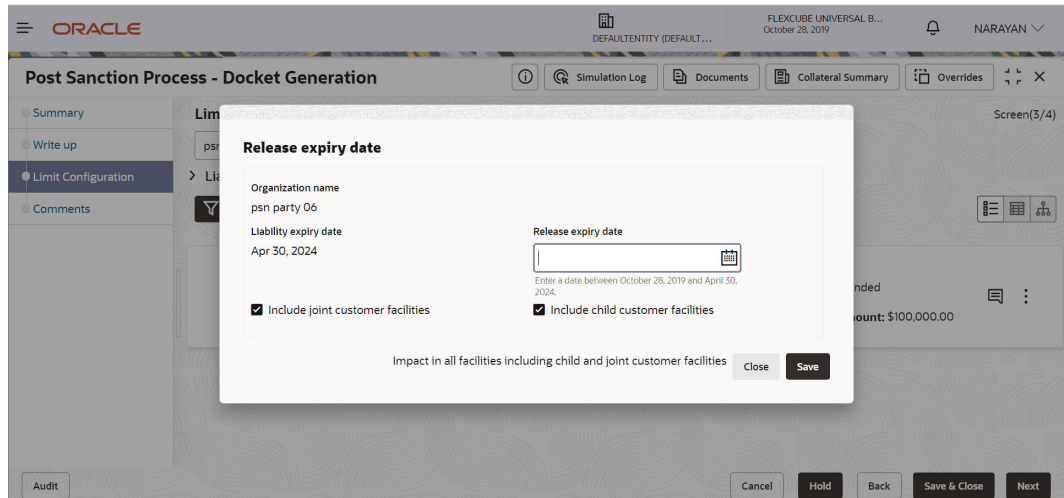 ORACLE
DEFAULTENTITY (DEFAULT...
FLEXCUBE UNIVERSAL B...
October 28, 2019
NARAYAN
Post Sanction Process - Docket Generation
Simulation Log
Documents
Collateral Summary
Overrides
Summary
Write up
Limit Configuration
Comments
Lim
Screen(3/4)
psn
Lia
Release expiry date
Organization name
psn party 06
Liability expiry date
Apr 30, 2024
Release expiry date
Enter a date between October 28, 2019 and April 30,
2024.
Include joint customer facilities
Include child customer facilities
Impact in all facilities including child and joint customer facilities
Close
Save
nded
ount: $100,000.00
Audit
Cancel
Hold
Back
Save & Close
Next